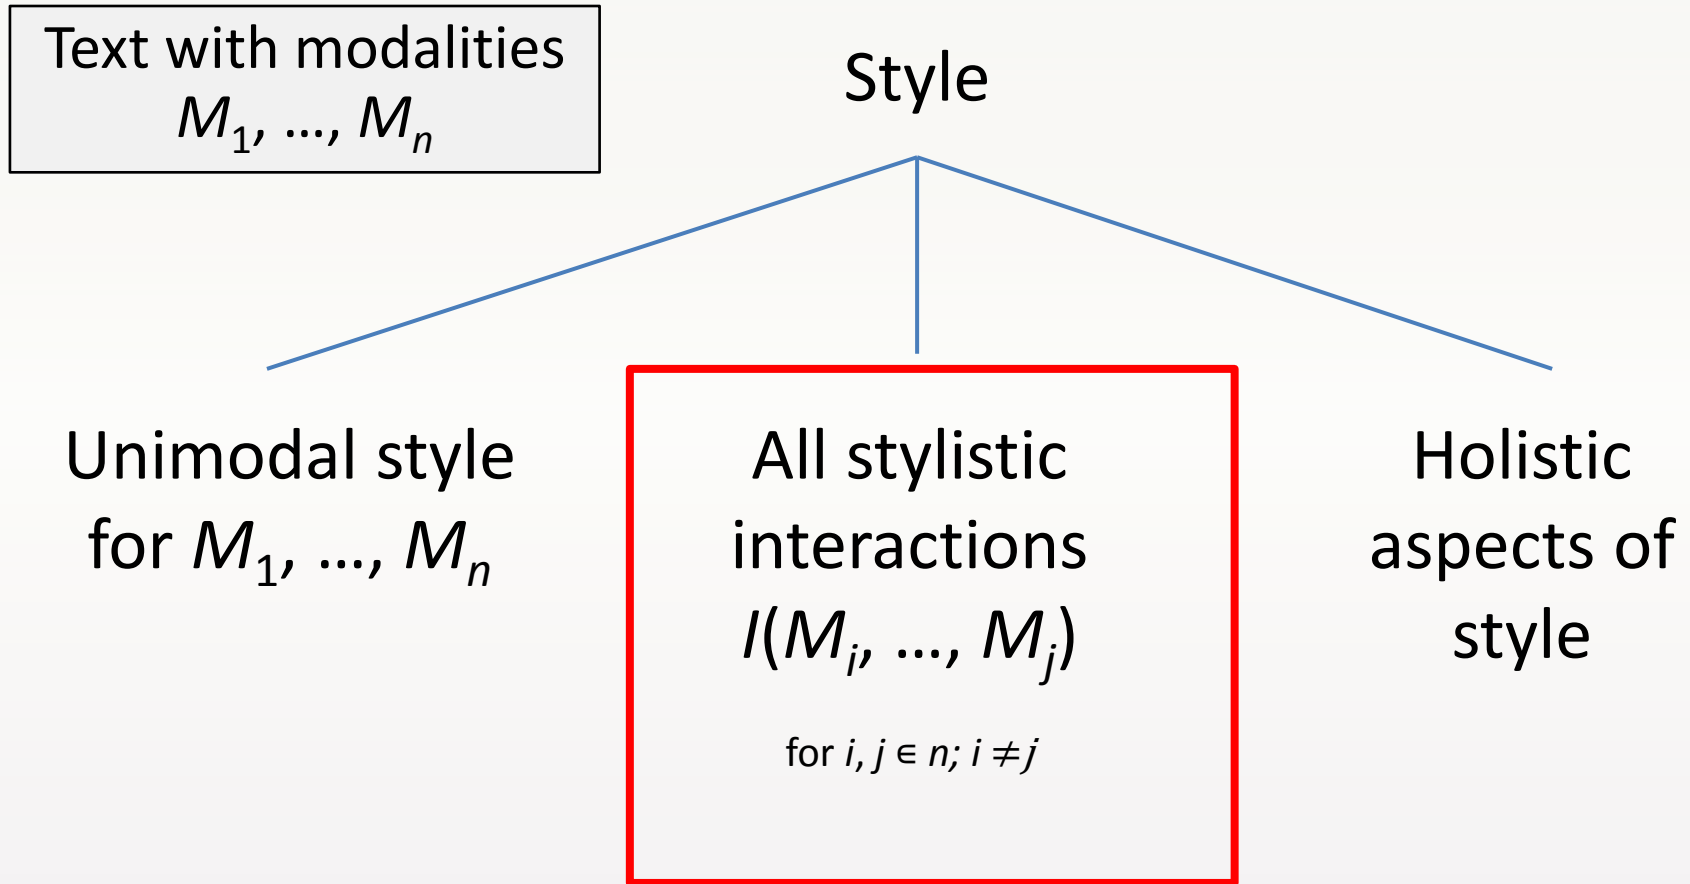 Text with modalities
M₁, ..., Mₙ
Style
Unimodal style
for M₁, ..., Mₙ
All stylistic
interactions
I(Mᵢ, ..., Mⱼ)
for i, j ∈ n; i ≠ j
Holistic
aspects of
style